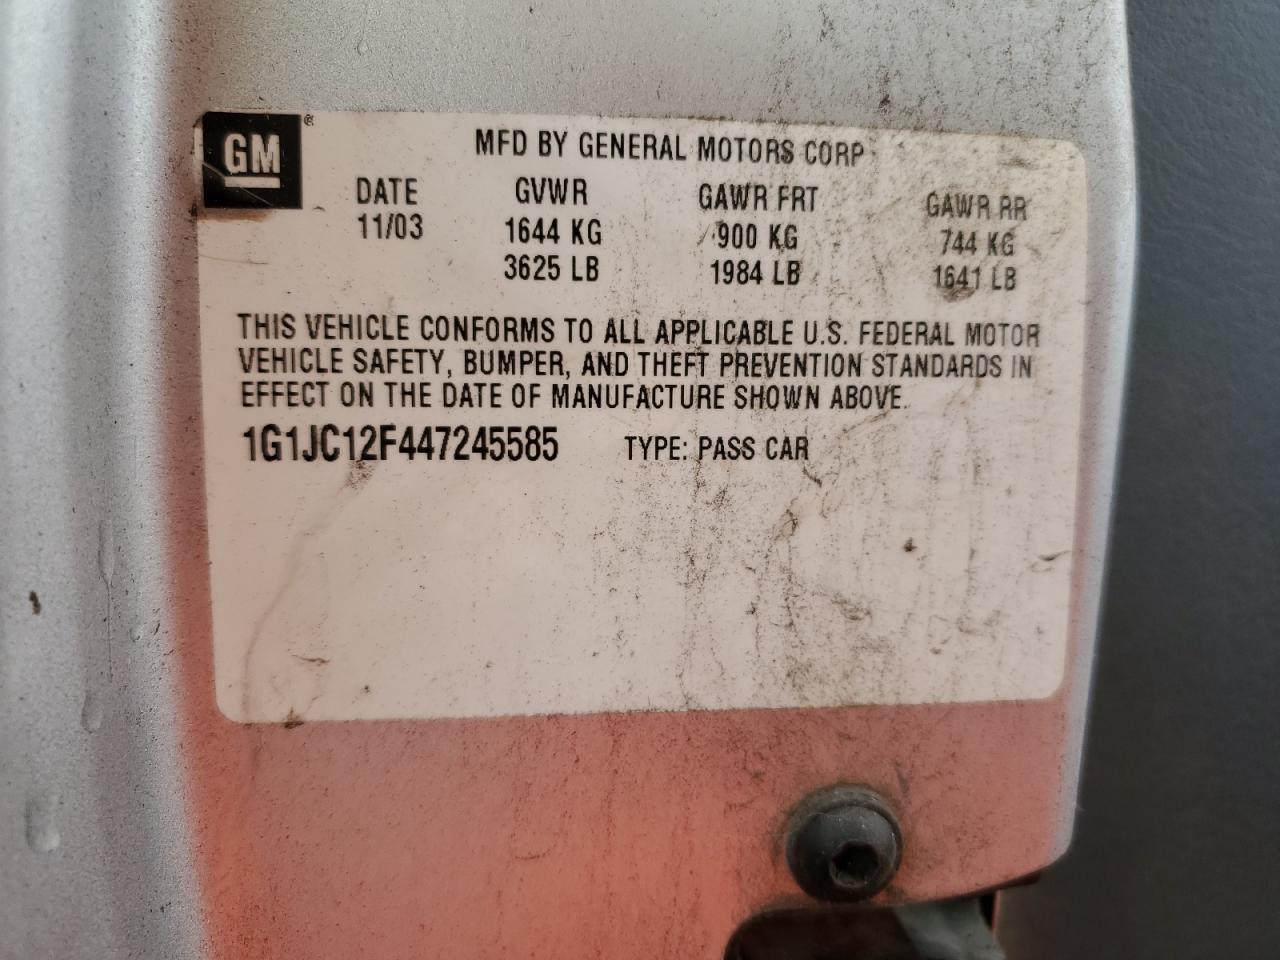 GM®
MFD BY GENERAL MOTORS CORP
DATE GVWR GAWR FRT GAWR RR
11/03 1644 KG 900 KG 744 KG
3625 LB 1984 LB 1641 LB
THIS VEHICLE CONFORMS TO ALL APPLICABLE U.S. FEDERAL MOTOR
VEHICLE SAFETY, BUMPER, AND THEFT PREVENTION STANDARDS IN
EFFECT ON THE DATE OF MANUFACTURE SHOWN ABOVE.
1G1JC12F447245585 TYPE: PASS CAR